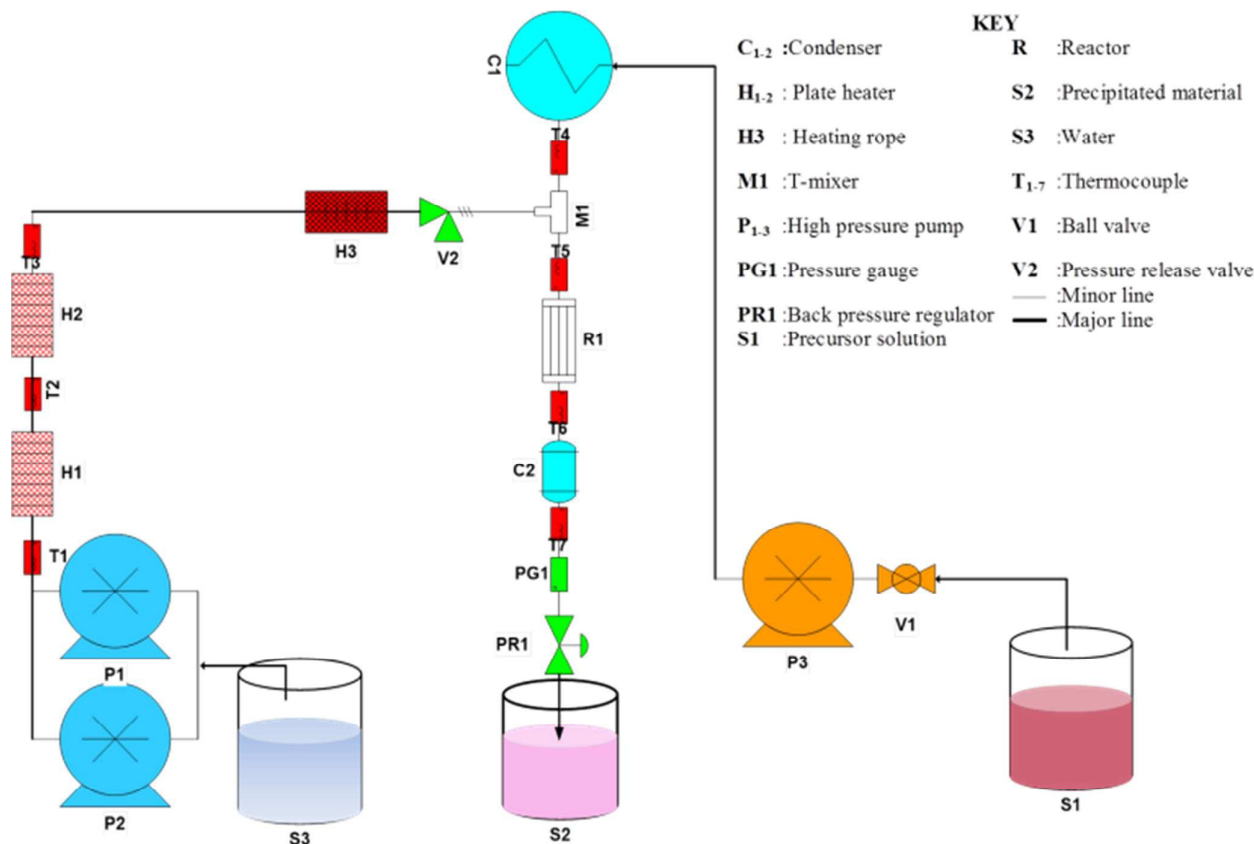 KEY
C1-2 :Condenser
R :Reactor
H1-2 : Plate heater
S2 :Precipitated material
H3 : Heating rope
S3 :Water
M1 : T-mixer
T1-7 :Thermocouple
P1-3 :High pressure pump
V1 :Ball valve
PG1 :Pressure gauge
V2 :Pressure release valve
:Minor line
PR1 :Back pressure regulator
:Major line
S1 :Precursor solution
C1
T4
M1
H3
V2
T5
T3
H2
R1
T2
T6
H1
C2
T7
T1
PG1
P1
PR1
P3
V1
P2
S3
S2
S1